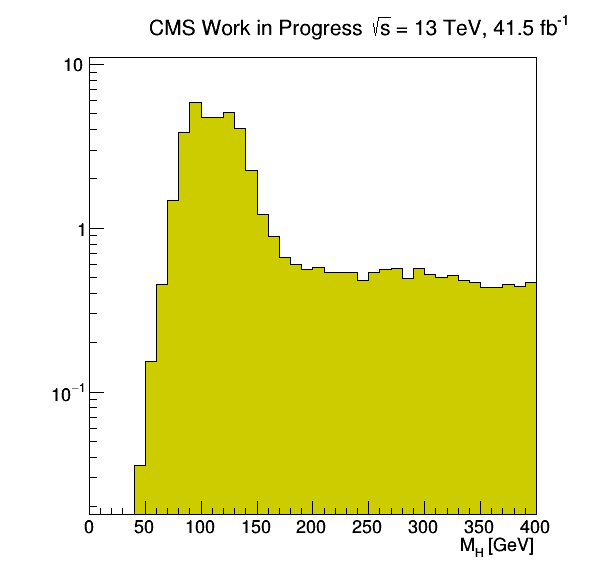 CMS Work in Progress √s = 13 TeV, 41.5 fb⁻¹
10
1
10⁻¹
0 50 100 150 200 250 300 350 400
M_H [GeV]